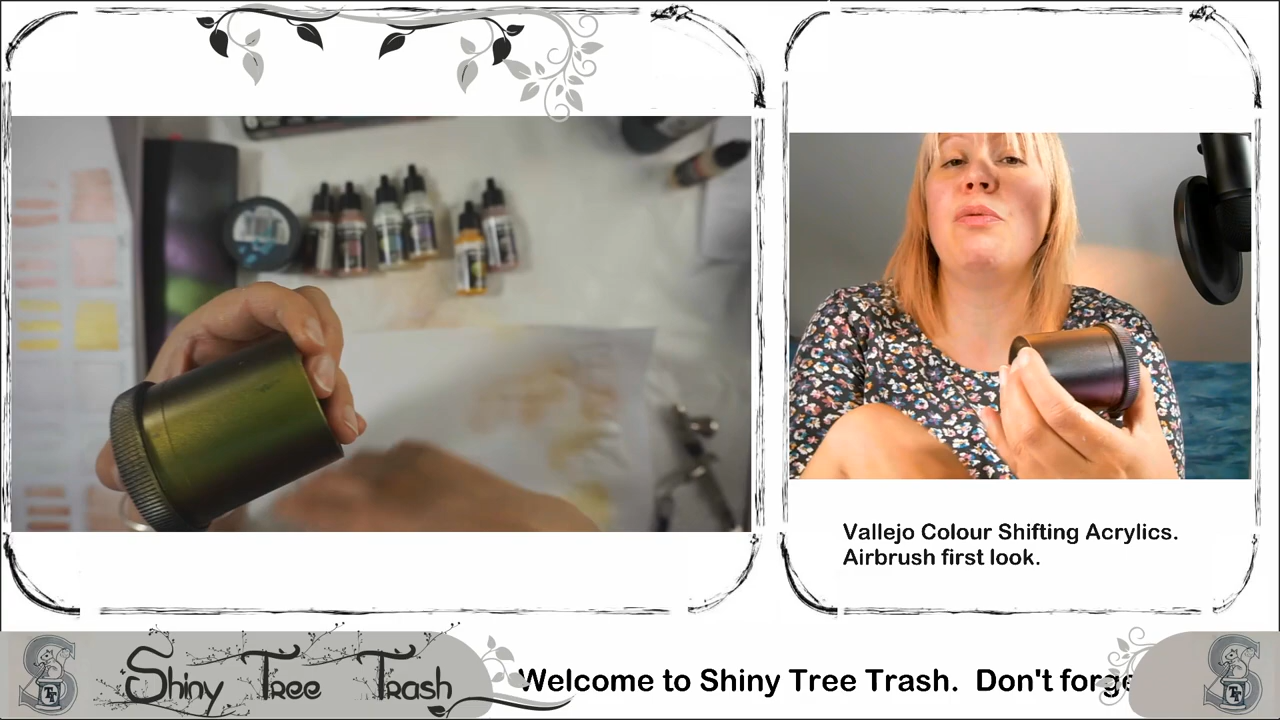 Vallejo Colour Shifting Acrylics.
Airbrush first look.
Shiny Tree Trash
Welcome to Shiny Tree Trash. Don't forge